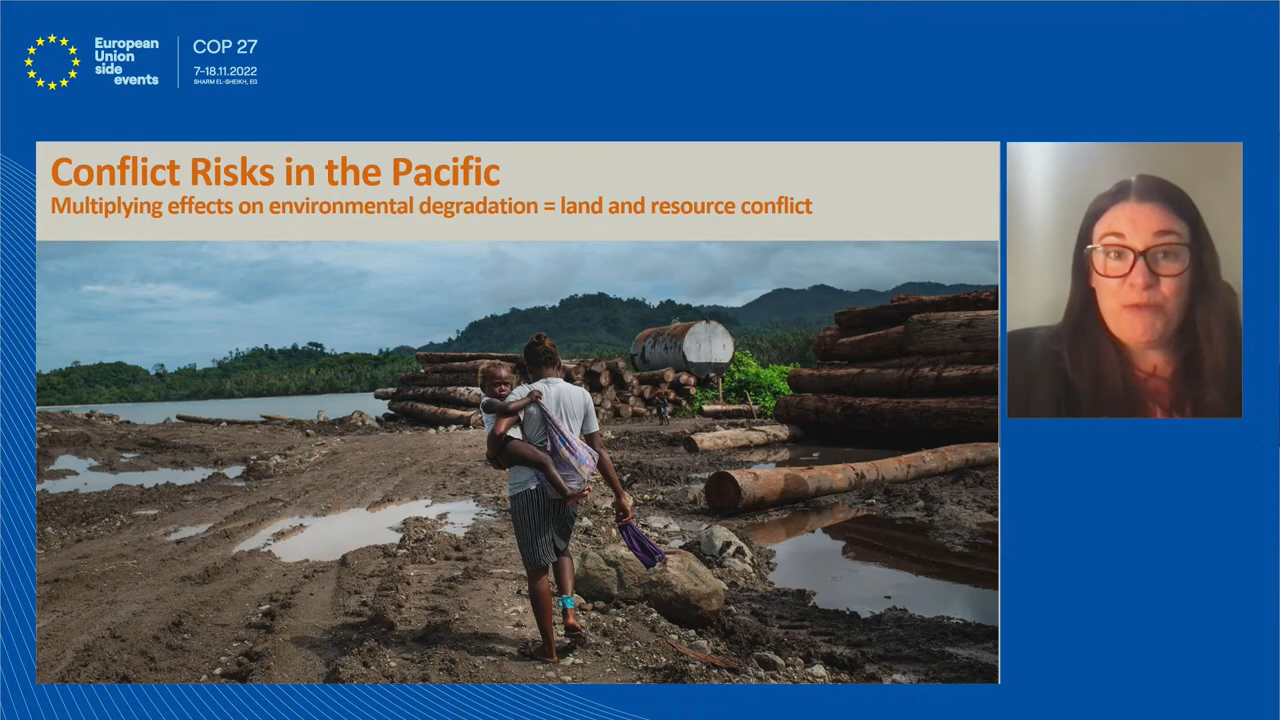 European
Union
side
events
COP 27
7-18.11.2022
SHARM EL-SHEIKH, EG
Conflict Risks in the Pacific
Multiplying effects on environmental degradation = land and resource conflict